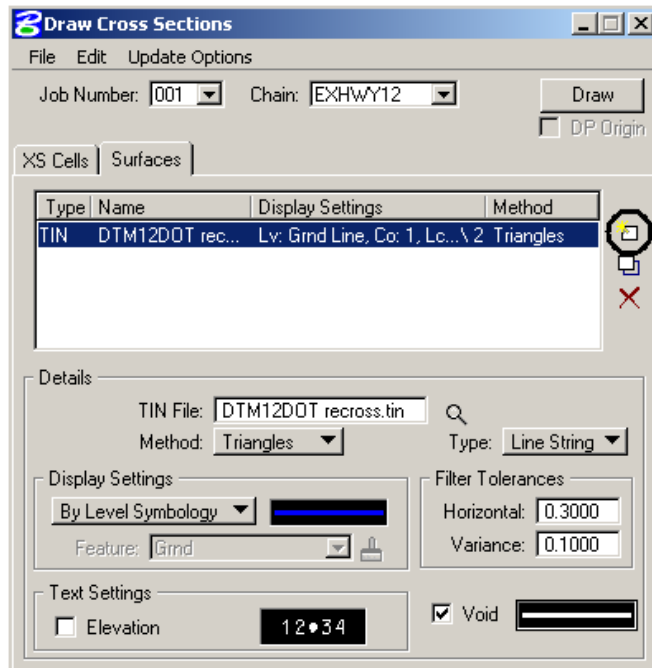 Draw Cross Sections
File Edit Update Options
Job Number: 001 Chain: EXHWY12 Draw
DP Origin
XS Cells Surfaces
Type Name Display Settings Method
TIN DTM12DOT rec... Lv: Grnd Line, Co: 1, Lc...\ 2 Triangles
Details
TIN File: DTM12DOT recross.tin
Method: Triangles Type: Line String
Display Settings Filter Tolerances
By Level Symbology Horizontal: 0.3000
Feature: Grnd Variance: 0.1000
Text Settings
Elevation 12•34 Void